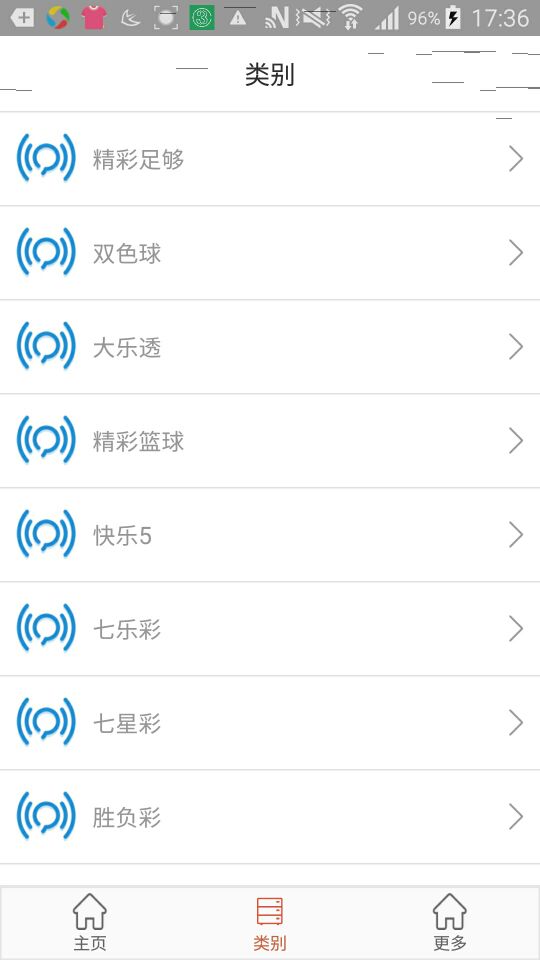 96% 17:36
类别
精彩足够
双色球
大乐透
精彩篮球
快乐5
七乐彩
七星彩
胜负彩
主页 类别 更多